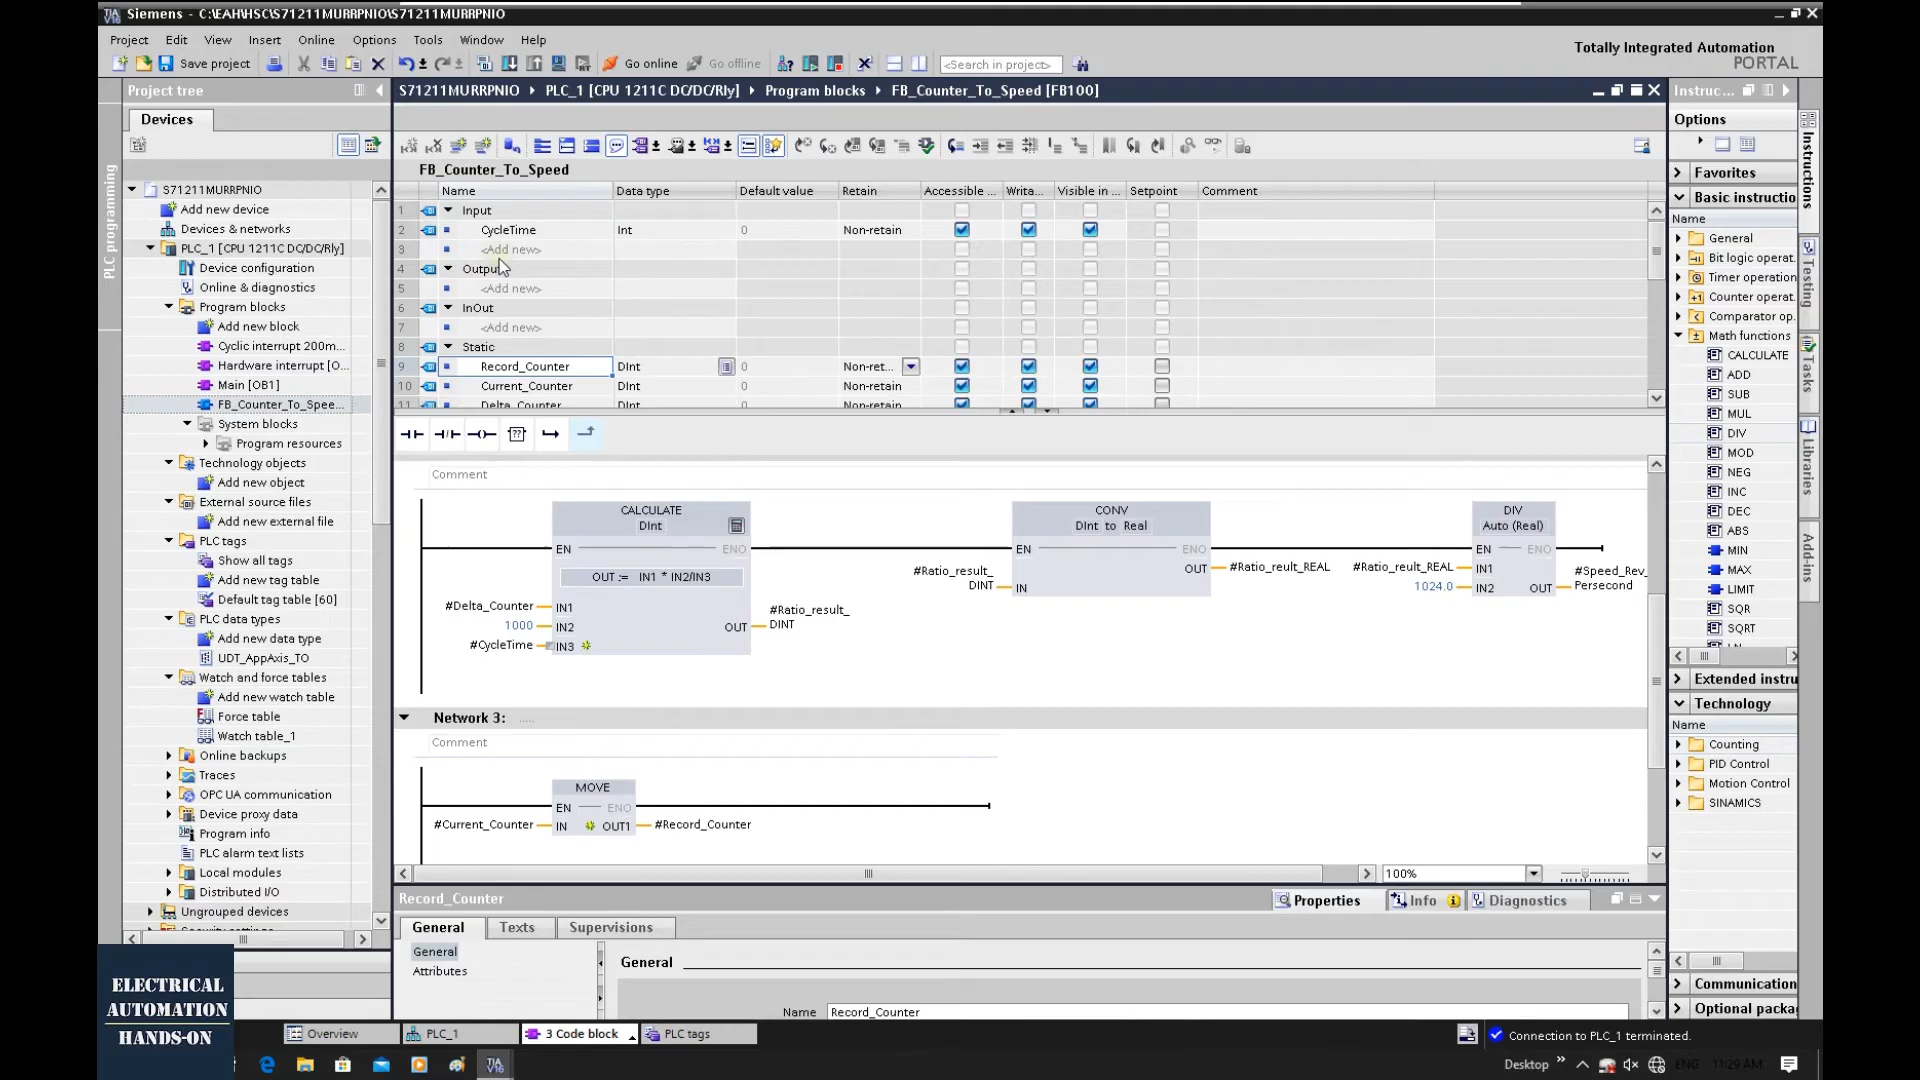 Siemens - C:\EAH\HSC\S71211MURRPNIO\S71211MURRPNIO
Project Edit View Insert Online Options Tools Window Help
Totally Integrated Automation
PORTAL
Save project
Go online
Go offline
<Search in project>
Project tree
S71211MURRPNIO
PLC_1 [CPU 1211C DC/DC/Rly]
Program blocks
FB_Counter_To_Speed [FB100]
Instruc...
Devices
Options
PLC programming
FB_Counter_To_Speed
Name Data type Default value Retain Accessible ... Writa... Visible in ... Setpoint Comment
1 Input
2 CycleTime Int 0 Non-retain
3 <Add new>
4 Output
5 <Add new>
6 InOut
7 <Add new>
8 Static
9 Record_Counter DInt 0 Non-ret...
10 Current_Counter DInt 0 Non-retain
11 Delta_Counter DInt 0 Non-retain
S71211MURRPNIO
Add new device
Devices & networks
PLC_1 [CPU 1211C DC/DC/Rly]
Device configuration
Online & diagnostics
Program blocks
Add new block
Cyclic interrupt 200m...
Hardware interrupt [O...
Main [OB1]
FB_Counter_To_Spee...
System blocks
Program resources
Technology objects
Add new object
External source files
Add new external file
PLC tags
Show all tags
Add new tag table
Default tag table [60]
PLC data types
Add new data type
UDT_AppAxis_TO
Watch and force tables
Add new watch table
Force table
Watch table_1
Online backups
Traces
OPC UA communication
Device proxy data
Program info
PLC alarm text lists
Local modules
Distributed I/O
Ungrouped devices
Comment
CALCULATE
DInt
EN ENO
OUT := IN1 * IN2/IN3
#Delta_Counter IN1
1000 IN2
#CycleTime IN3
OUT
#Ratio_result_
DINT
CONV
DInt to Real
EN ENO
#Ratio_result_
DINT
IN
OUT
#Ratio_reult_REAL
DIV
Auto (Real)
EN ENO
#Ratio_reult_REAL IN1
1024.0 IN2
OUT
#Speed_Rev_
Persecond
Network 3: .....
Comment
MOVE
EN ENO
#Current_Counter IN
OUT1 #Record_Counter
100%
Record_Counter
Properties
Info
Diagnostics
General Texts Supervisions
General
Attributes
General
Name Record_Counter
Favorites
Basic instructio
Name
General
Bit logic operat.
Timer operation
Counter operat.
Comparator op.
Math functions
CALCULATE
ADD
SUB
MUL
DIV
MOD
NEG
INC
DEC
ABS
MIN
MAX
LIMIT
SQR
SQRT
Extended instru
Technology
Name
Counting
PID Control
Motion Control
SINAMICS
Communication
Optional packa
Instructions
Testing
Tasks
Libraries
Add-ins
ELECTRICAL
AUTOMATION
HANDS-ON
Overview
PLC_1
3 Code block
PLC tags
Connection to PLC_1 terminated.
Desktop
ENG
11:29 AM